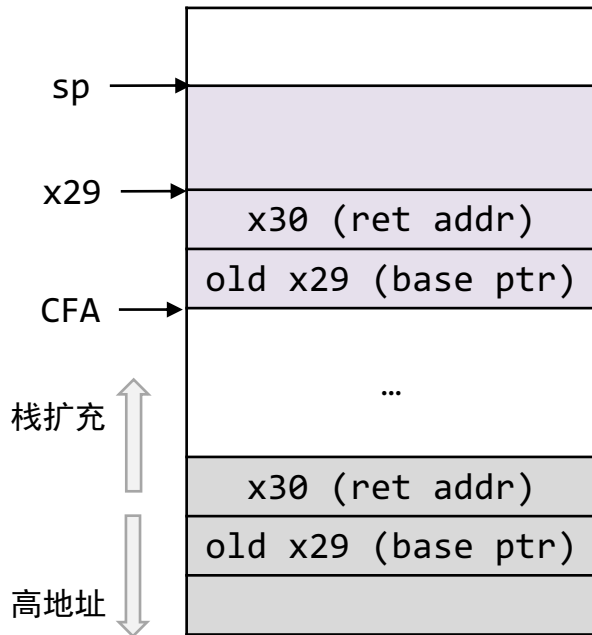 sp
x29
x30 (ret addr)
old x29 (base ptr)
CFA
…
栈扩充
x30 (ret addr)
old x29 (base ptr)
高地址